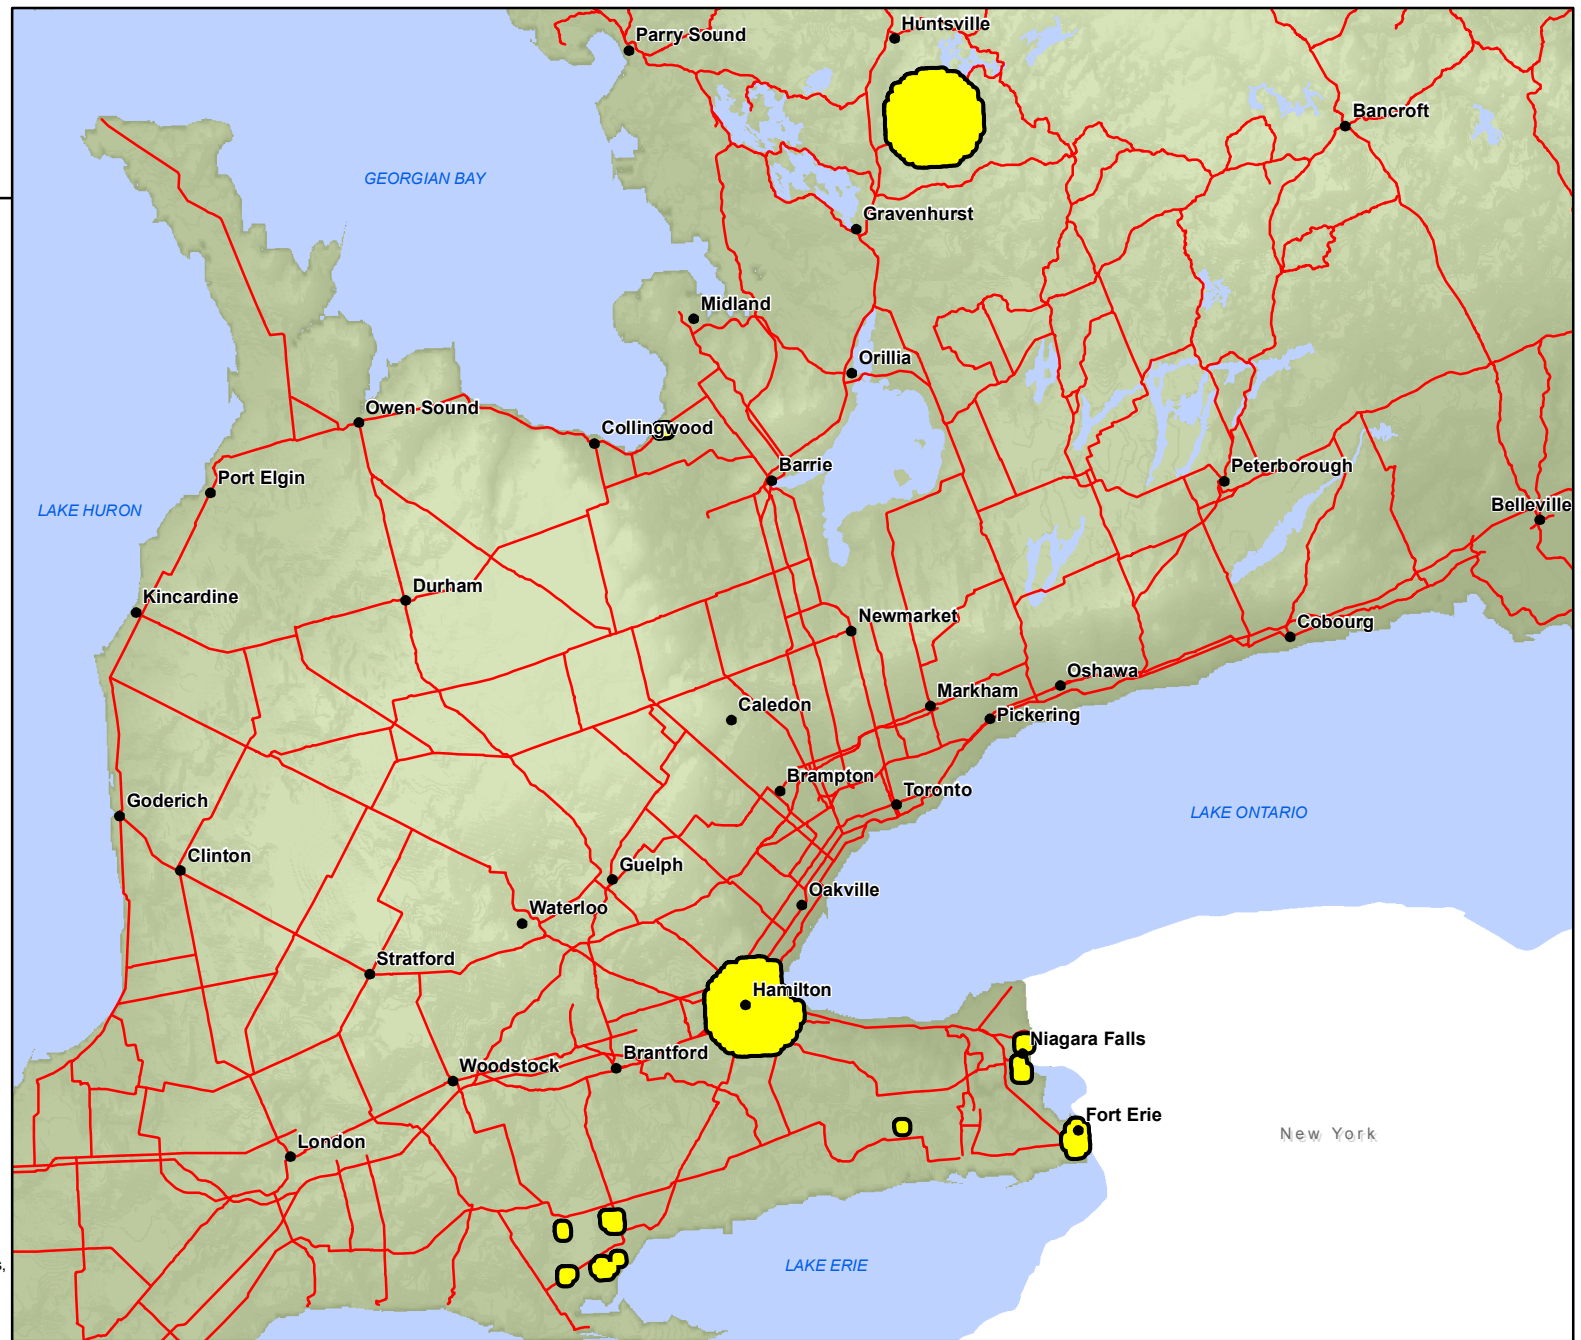 Huntsville
Parry Sound
Bancroft
GEORGIAN BAY
Gravenhurst
Midland
Orillia
Owen Sound
Collingwood
Barrie
Peterborough
Port Elgin
Belleville
LAKE HURON
Durham
Kincardine
Newmarket
Cobourg
Oshawa
Markham
Caledon
Pickering
Brampton
Toronto
Goderich
LAKE ONTARIO
Clinton
Guelph
Oakville
Waterloo
Stratford
Hamilton
Niagara Falls
Brantford
Woodstock
Fort Erie
New York
London
LAKE ERIE